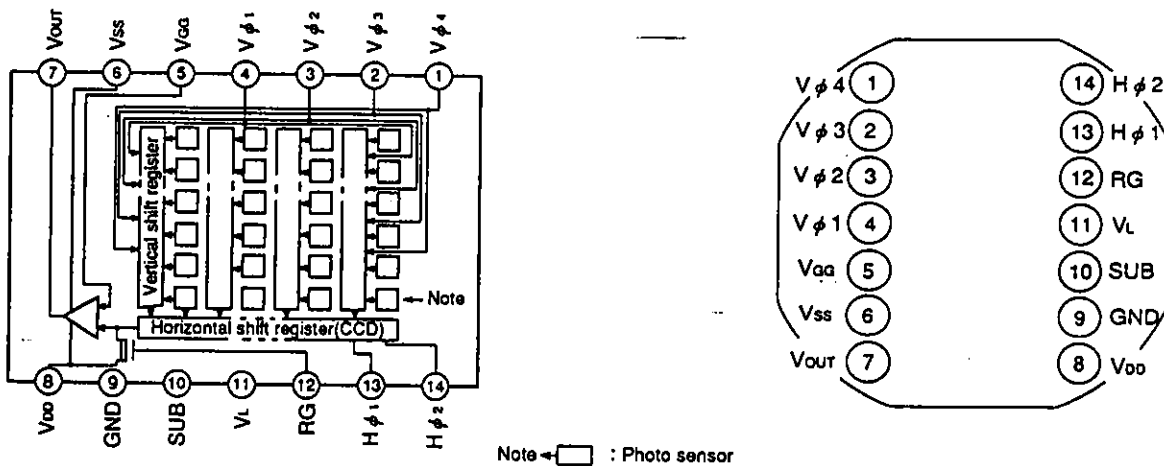 VOUT
VSS
VGG
Vφ1
Vφ2
Vφ3
Vφ4
7
6
5
4
3
2
1
Vertical shift register
Note
Horizontal shift register(CCD)
8
9
10
11
12
13
14
VDD
GND
SUB
VL
RG
Hφ1
Hφ2
Note : Photo sensor
Vφ4 1 14 Hφ2
Vφ3 2 13 Hφ1
Vφ2 3 12 RG
Vφ1 4 11 VL
VGG 5 10 SUB
VSS 6 9 GND
VOUT 7 8 VDD